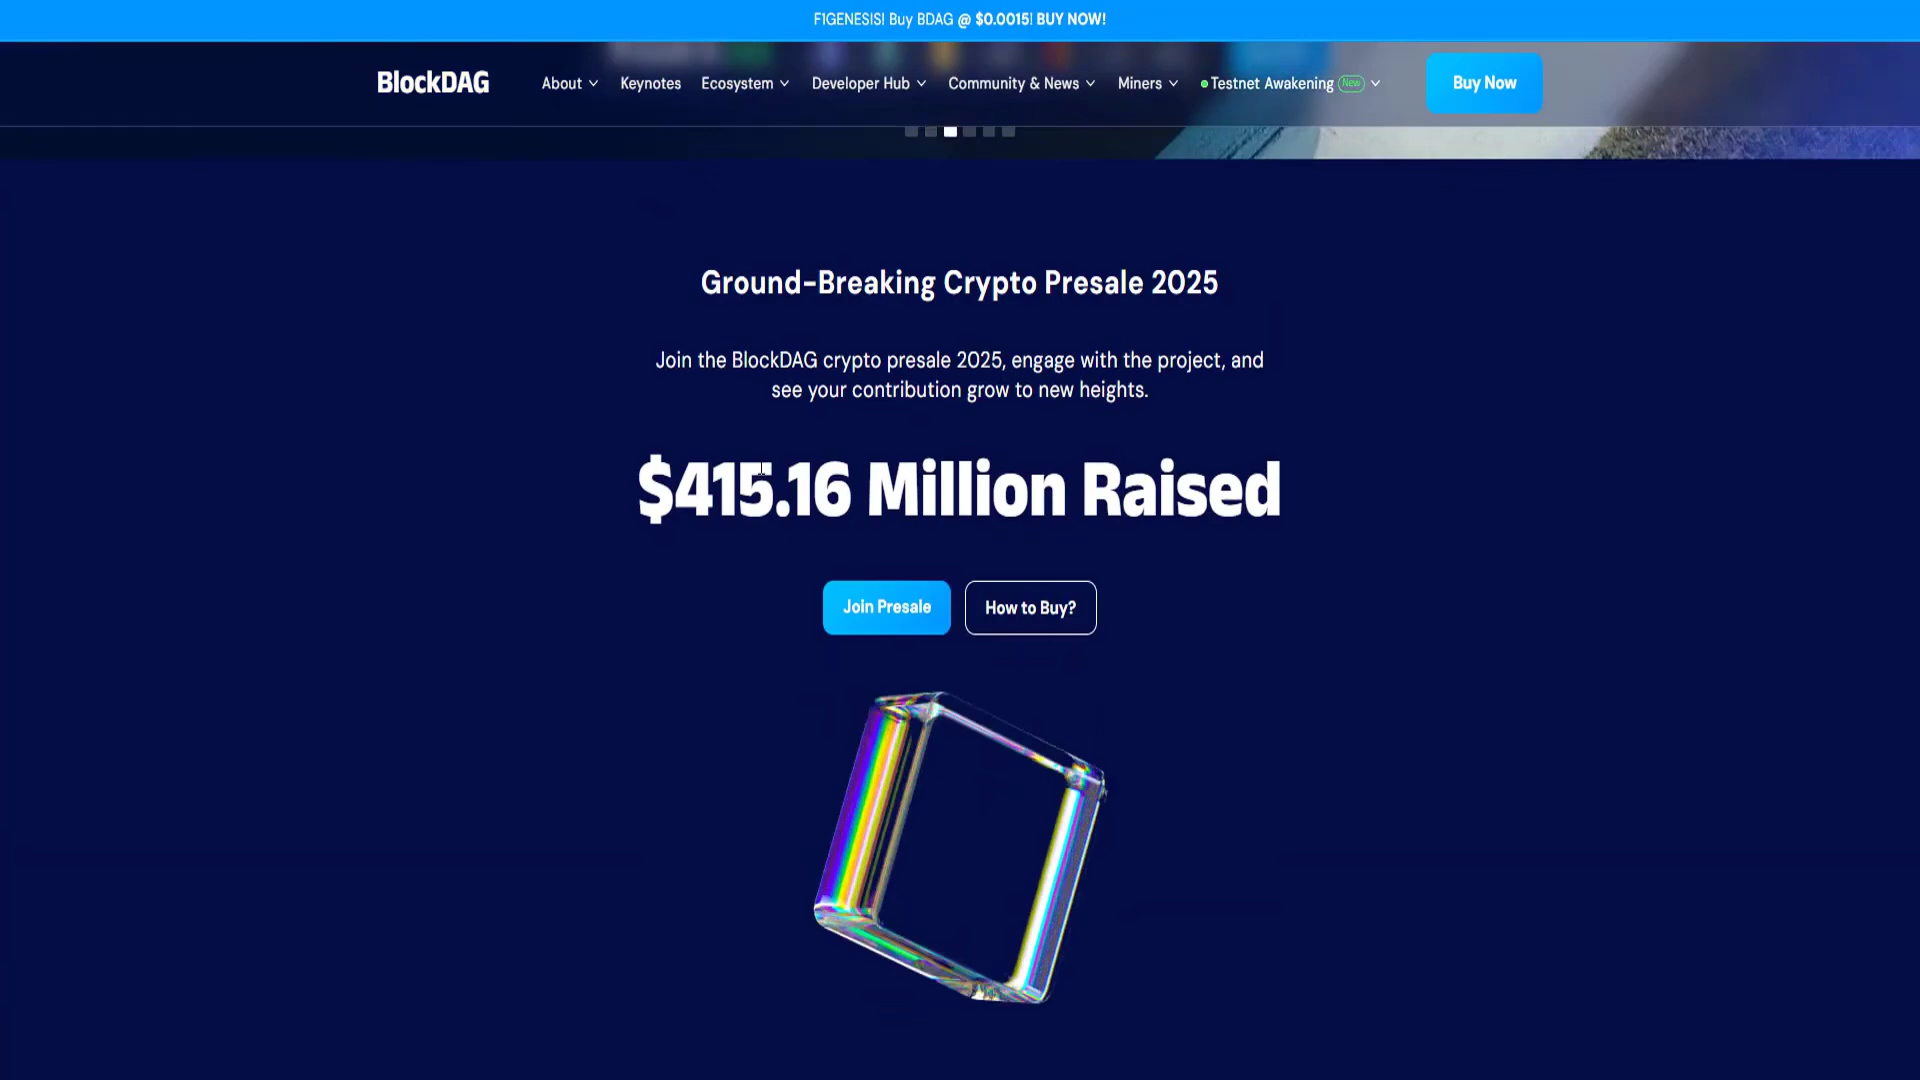 F1GENESIS! Buy BDAG @ $0.0015! BUY NOW!
BlockDAG About Keynotes Ecosystem Developer Hub Community & News Miners Testnet Awakening New Buy Now
Ground-Breaking Crypto Presale 2025
Join the BlockDAG crypto presale 2025, engage with the project, and
see your contribution grow to new heights.
$415.16 Million Raised
Join Presale How to Buy?